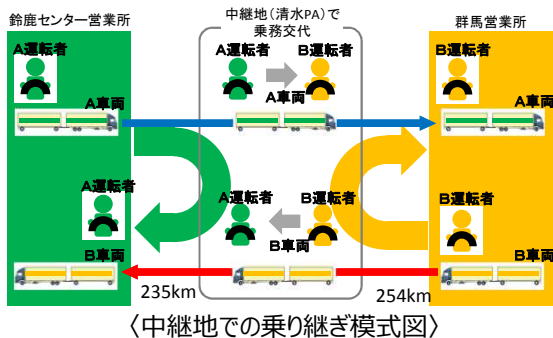 鈴鹿センター営業所
中継地（清水PA）で
乗務交代
群馬営業所
A運転者
A車両
A運転者
B運転者
A車両
B運転者
A車両
A運転者
B車両
A運転者
B運転者
B車両
B運転者
B車両
235km
254km
〈中継地での乗り継ぎ模式図〉